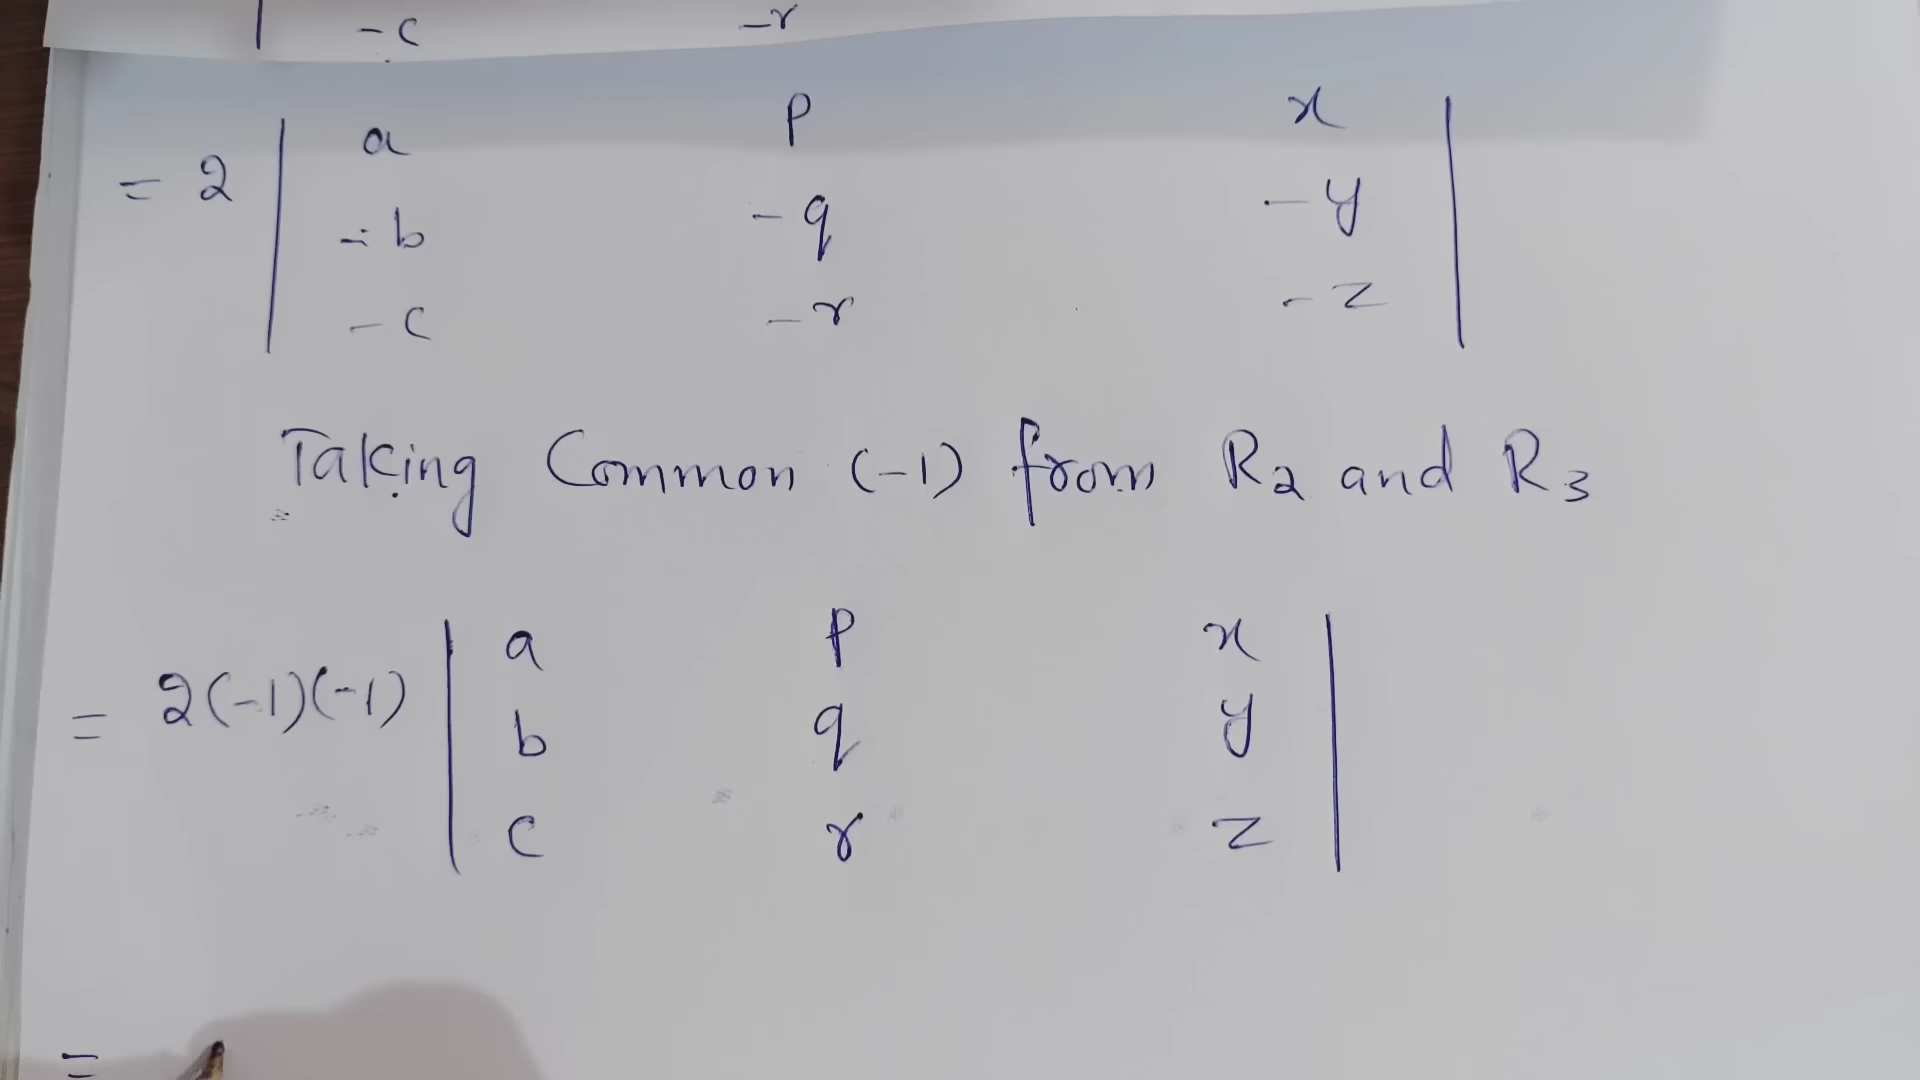 -c -r
a p x
= 2
-b -q -y
-c -r -z
Taking Common (-1) from R2 and R3
a p x
= 2(-1)(-1)
b q y
c r z
=